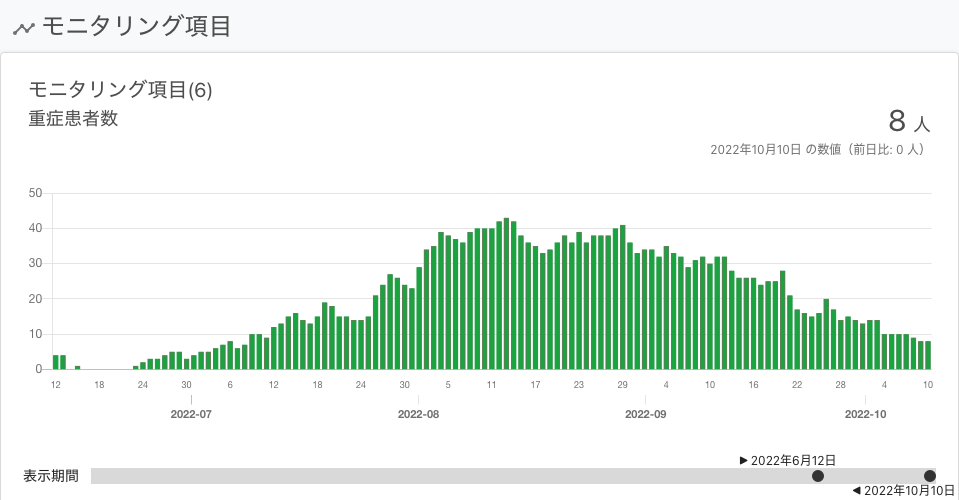 モニタリング項目
モニタリング項目(6)
重症患者数
8 人
2022年10月10日 の数値（前日比: 0 人）
50
40
30
20
10
0
12 18 24 30 6 12 18 24 30 5 11 17 23 29 4 10 16 22 28 4 10
2022-07 2022-08 2022-09 2022-10
2022年6月12日
表示期間
2022年10月10日